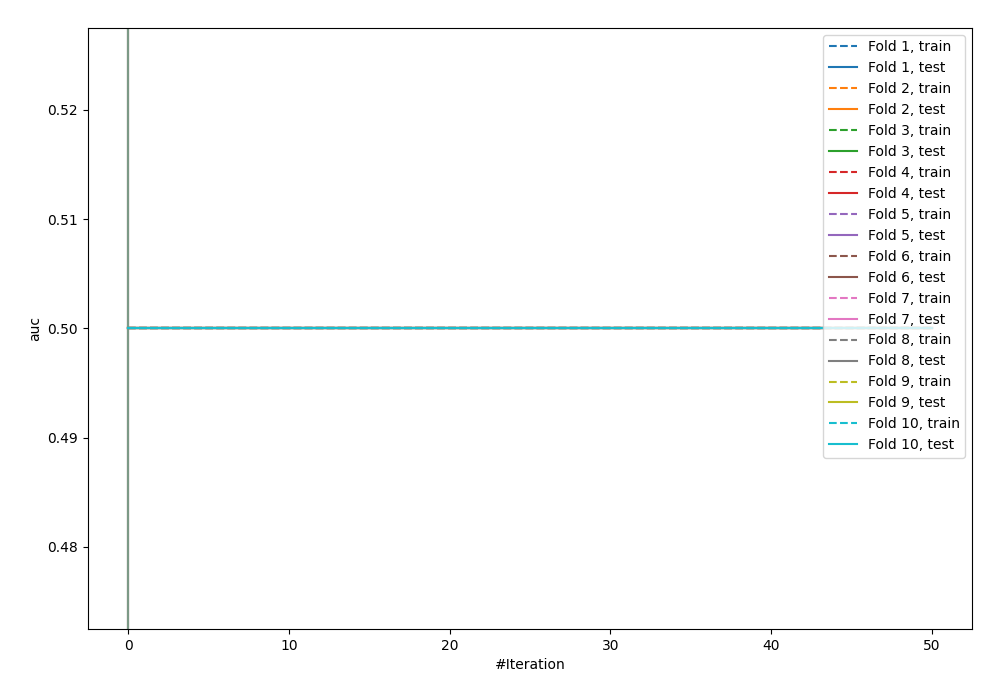 0.52
0.51
0.50
0.49
0.48
auc
0
10
20
30
40
50
#Iteration
Fold 1, train
Fold 1, test
Fold 2, train
Fold 2, test
Fold 3, train
Fold 3, test
Fold 4, train
Fold 4, test
Fold 5, train
Fold 5, test
Fold 6, train
Fold 6, test
Fold 7, train
Fold 7, test
Fold 8, train
Fold 8, test
Fold 9, train
Fold 9, test
Fold 10, train
Fold 10, test